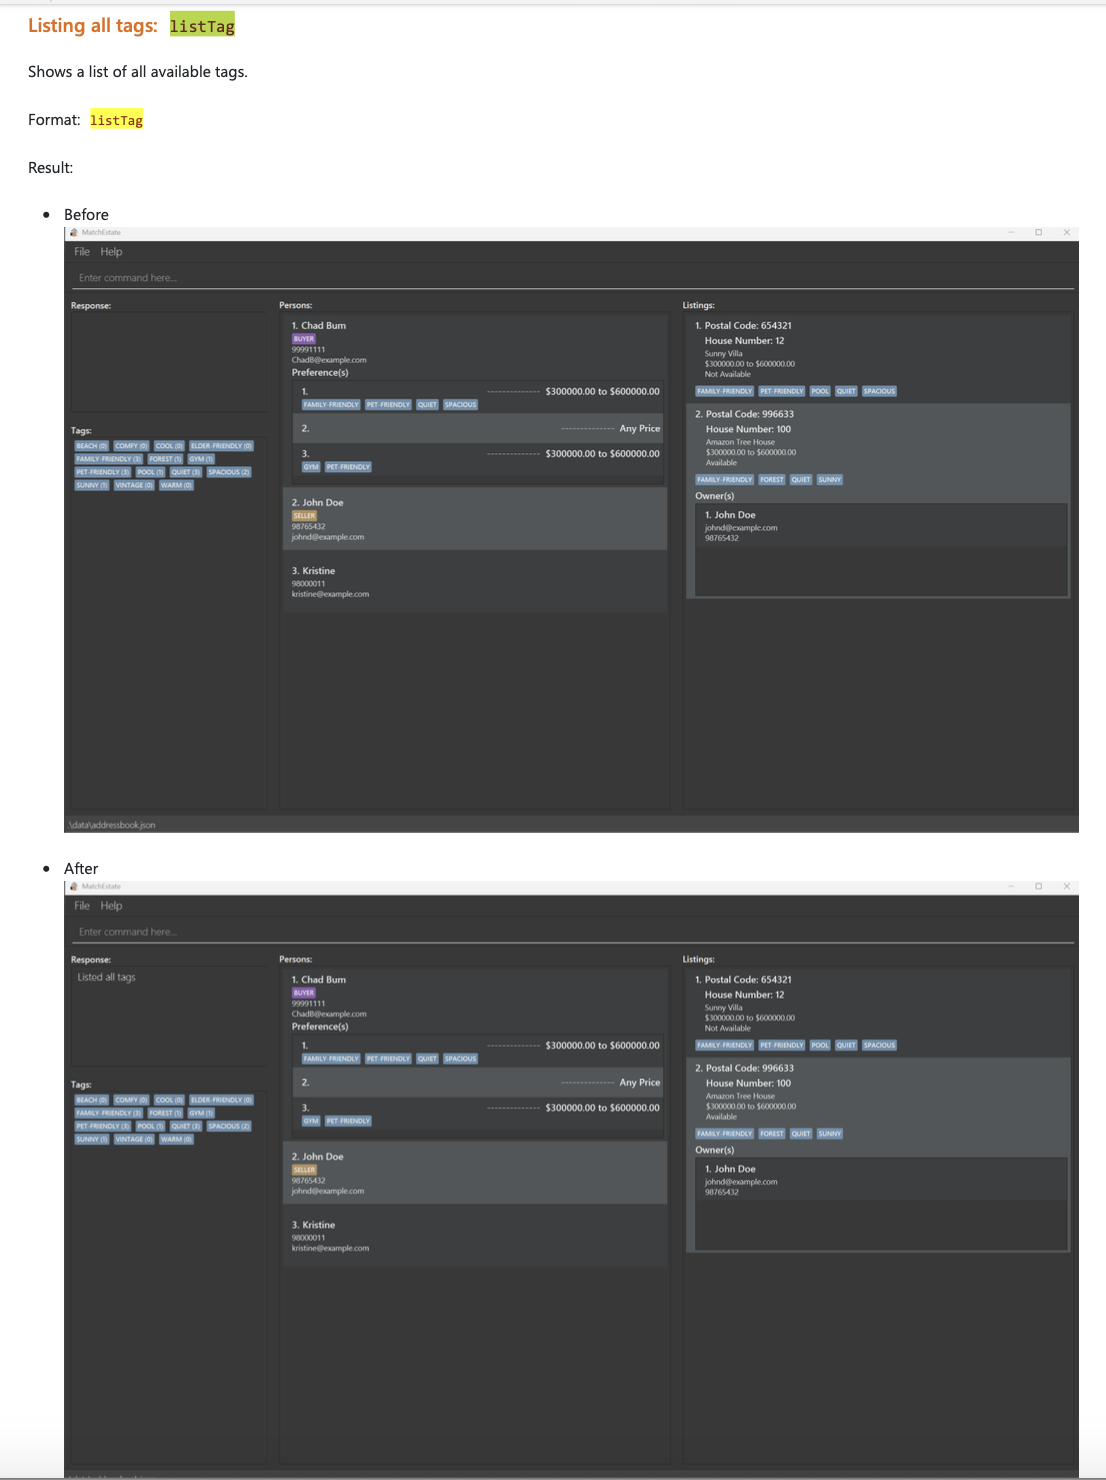 Listing all tags: listTag
Shows a list of all available tags.
Format: listTag
Result:
Before
MatchEstate
File Help
Enter command here...
Response:
Tags:
BEACH (0) COMFY (0) COOL (0) ELDER-FRIENDLY (0)
FAMILY-FRIENDLY (3) FOREST (1) GYM (1)
PET-FRIENDLY (3) POOL (1) QUIET (3) SPACIOUS (2)
SUNNY (1) VINTAGE (0) WARM (0)
Persons:
1. Chad Bum
BUYER
99991111
ChadB@example.com
Preference(s)
1. ------------- $300000.00 to $600000.00
FAMILY-FRIENDLY PET-FRIENDLY QUIET SPACIOUS
2. ------------- Any Price
3. ------------- $300000.00 to $600000.00
GYM PET-FRIENDLY
2. John Doe
SELLER
98765432
johnd@example.com
3. Kristine
98000011
kristine@example.com
Listings:
1. Postal Code: 654321
House Number: 12
Sunny Villa
$300000.00 to $600000.00
Not Available
FAMILY-FRIENDLY PET-FRIENDLY POOL QUIET SPACIOUS
2. Postal Code: 996633
House Number: 100
Amazon Tree House
$300000.00 to $600000.00
Available
FAMILY-FRIENDLY FOREST QUIET SUNNY
Owner(s)
1. John Doe
johnd@example.com
98765432
\data\addressbook.json
After
MatchEstate
File Help
Enter command here...
Response:
Listed all tags
Tags:
BEACH (0) COMFY (0) COOL (0) ELDER-FRIENDLY (0)
FAMILY-FRIENDLY (3) FOREST (1) GYM (1)
PET-FRIENDLY (3) POOL (1) QUIET (3) SPACIOUS (2)
SUNNY (1) VINTAGE (0) WARM (0)
Persons:
1. Chad Bum
BUYER
99991111
ChadB@example.com
Preference(s)
1. ------------- $300000.00 to $600000.00
FAMILY-FRIENDLY PET-FRIENDLY QUIET SPACIOUS
2. ------------- Any Price
3. ------------- $300000.00 to $600000.00
GYM PET-FRIENDLY
2. John Doe
SELLER
98765432
johnd@example.com
3. Kristine
98000011
kristine@example.com
Listings:
1. Postal Code: 654321
House Number: 12
Sunny Villa
$300000.00 to $600000.00
Not Available
FAMILY-FRIENDLY PET-FRIENDLY POOL QUIET SPACIOUS
2. Postal Code: 996633
House Number: 100
Amazon Tree House
$300000.00 to $600000.00
Available
FAMILY-FRIENDLY FOREST QUIET SUNNY
Owner(s)
1. John Doe
johnd@example.com
98765432